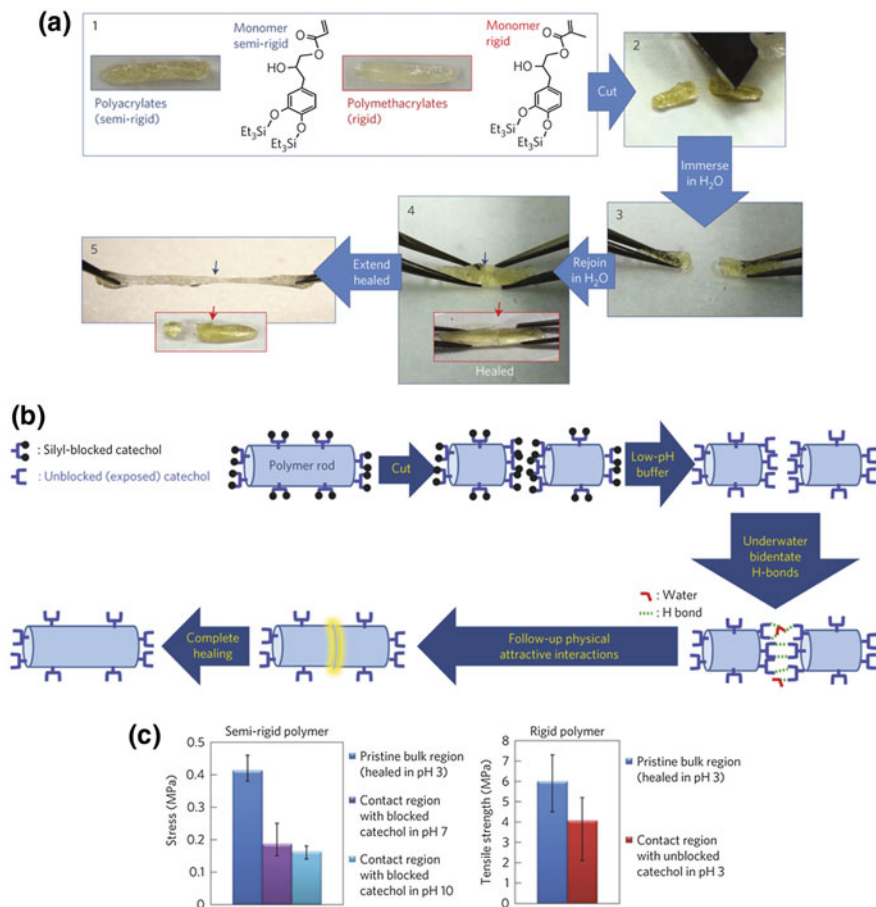 (a)
1
Monomer
semi-rigid
O
O
HO
O
O
Et3Si
Et3Si
Polyacrylates
(semi-rigid)
Monomer
rigid
O
O
HO
O
O
Et3Si
Et3Si
Polymethacrylates
(rigid)
Cut
2
Immerse
in H2O
3
Rejoin
in H2O
4
Healed
Extend
healed
5
(b)
: Silyl-blocked catechol
: Unblocked (exposed) catechol
Polymer rod
Cut
Low-pH
buffer
Underwater
bidentate
H-bonds
: Water
: H bond
Follow-up physical
attractive interactions
Complete
healing
(c)
Semi-rigid polymer
Stress (MPa)
0.5
0.4
0.3
0.2
0.1
0
Pristine bulk region
(healed in pH 3)
Contact region
with blocked
catechol in pH 7
Contact region
with blocked
catechol in pH 10
Rigid polymer
Tensile strength (MPa)
8
7
6
5
4
3
2
1
0
Pristine bulk region
(healed in pH 3)
Contact region
with unblocked
catechol in pH 3